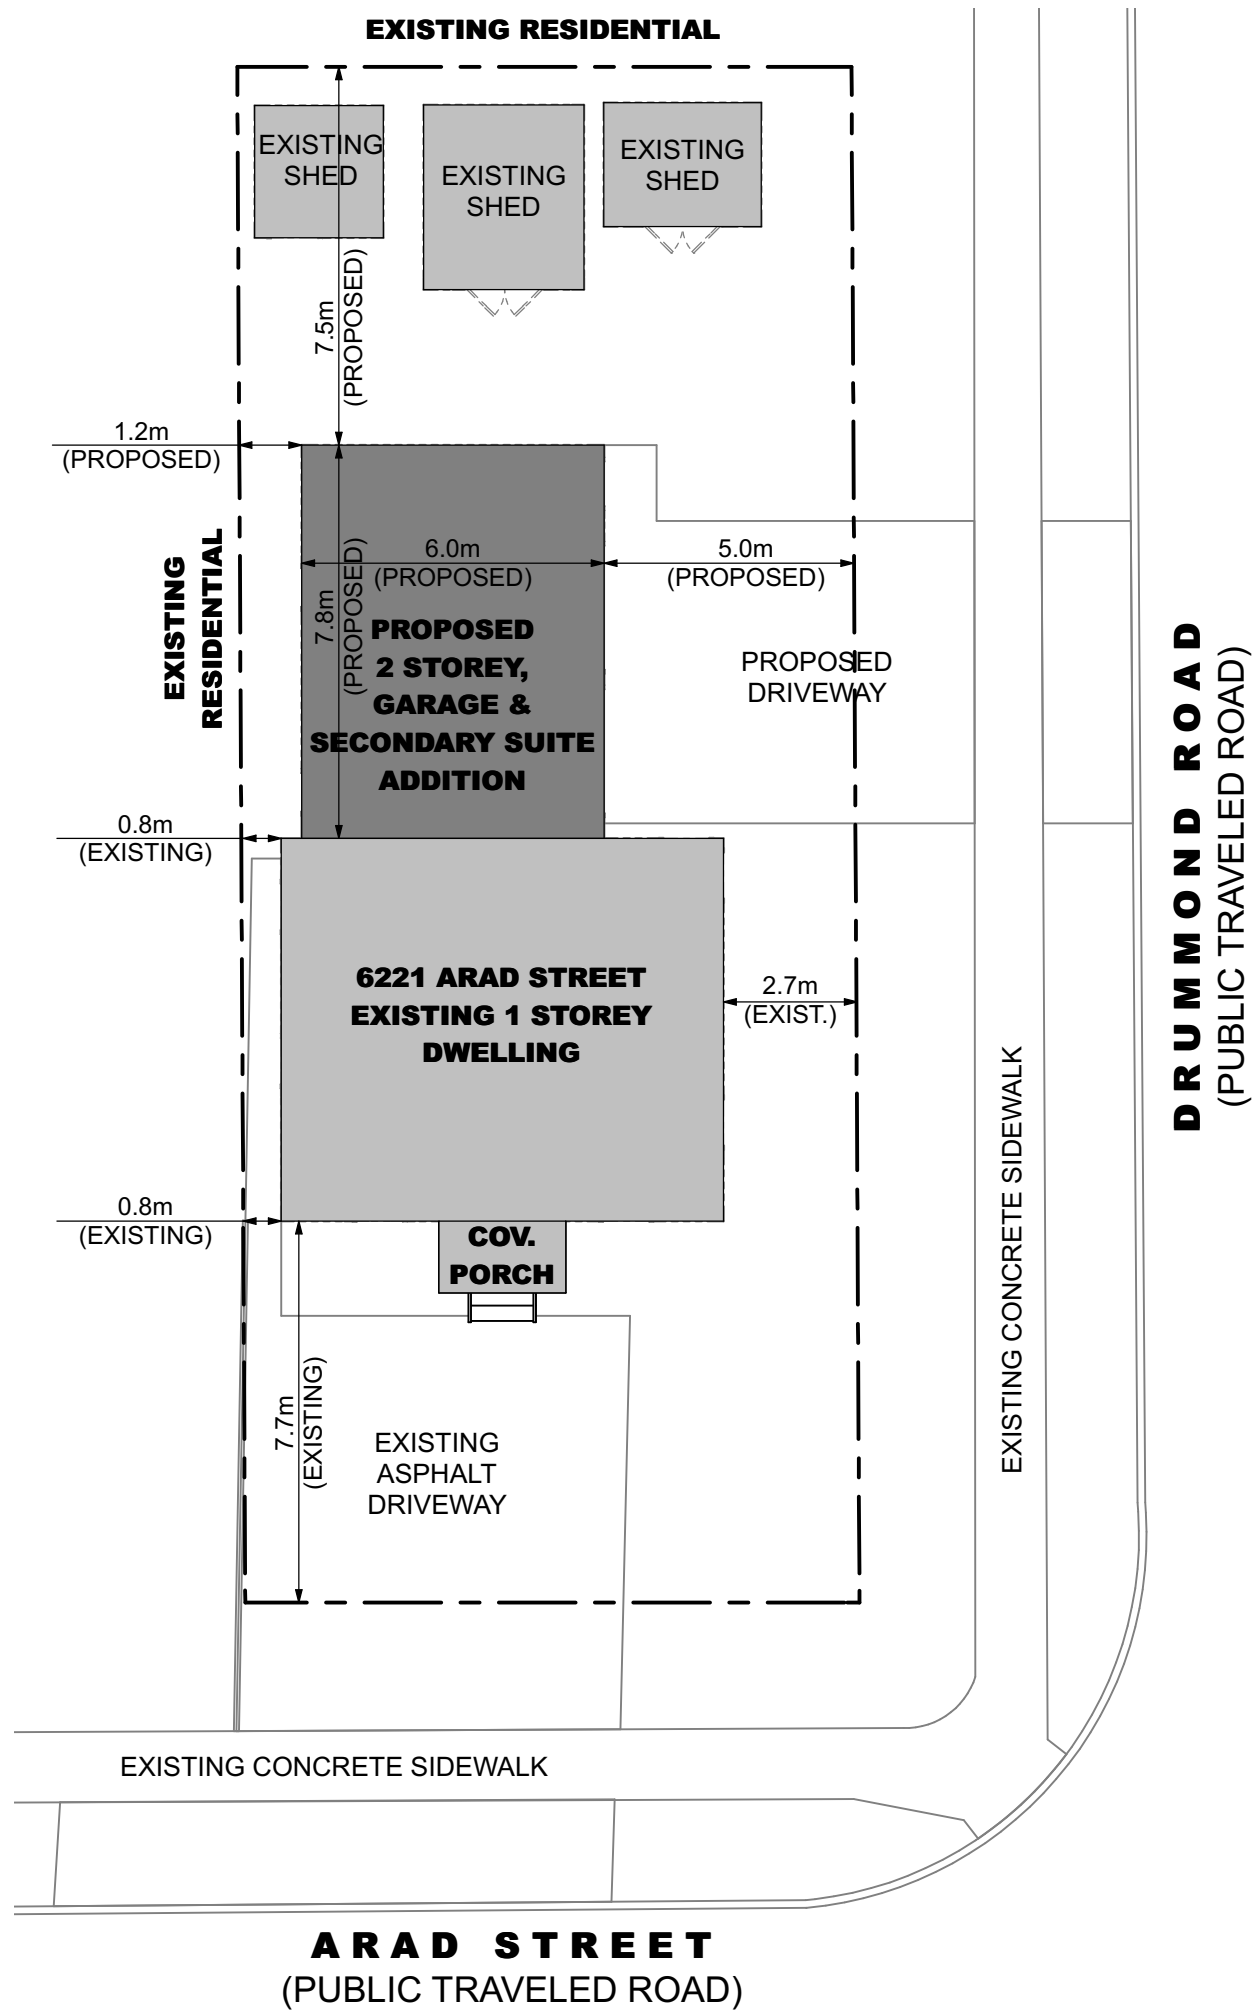 EXISTING RESIDENTIAL
EXISTING
SHED
EXISTING
SHED
EXISTING
SHED
7.5m
(PROPOSED)
1.2m
(PROPOSED)
EXISTING
RESIDENTIAL
6.0m
(PROPOSED)
5.0m
(PROPOSED)
7.8m
(PROPOSED)
PROPOSED
2 STOREY,
GARAGE &
SECONDARY SUITE
ADDITION
PROPOSED
DRIVEWAY
DRUMMOND ROAD
(PUBLIC TRAVELED ROAD)
0.8m
(EXISTING)
6221 ARAD STREET
EXISTING 1 STOREY
DWELLING
2.7m
(EXIST.)
EXISTING CONCRETE SIDEWALK
0.8m
(EXISTING)
COV.
PORCH
7.7m
(EXISTING)
EXISTING
ASPHALT
DRIVEWAY
EXISTING CONCRETE SIDEWALK
ARAD STREET
(PUBLIC TRAVELED ROAD)